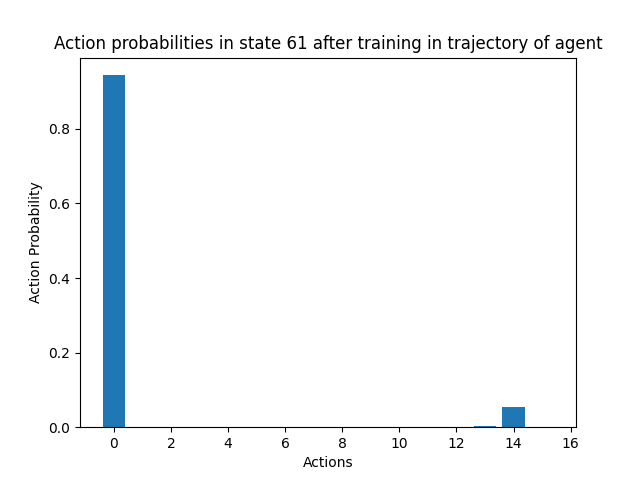 Action probabilities in state 61 after training in trajectory of agent
Action Probability
0.8
0.6
0.4
0.2
0.0
0 2 4 6 8 10 12 14 16
Actions